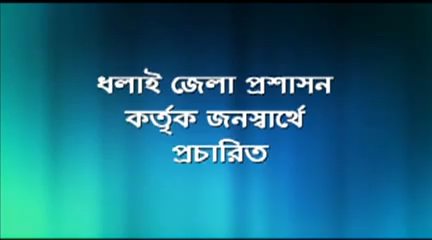 ধলাই জেলা প্রশাসন
কর্তৃক জনস্বার্থে
প্রচারিত